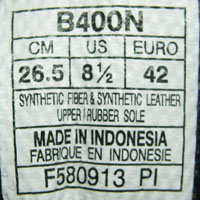 B400N
CM US EURO
26.5 8½ 42
SYNTHETIC FIBER & SYNTHETIC LEATHER
UPPER / RUBBER SOLE
MADE IN INDONESIA
FABRIQUE EN INDONESIE
F580913 PI